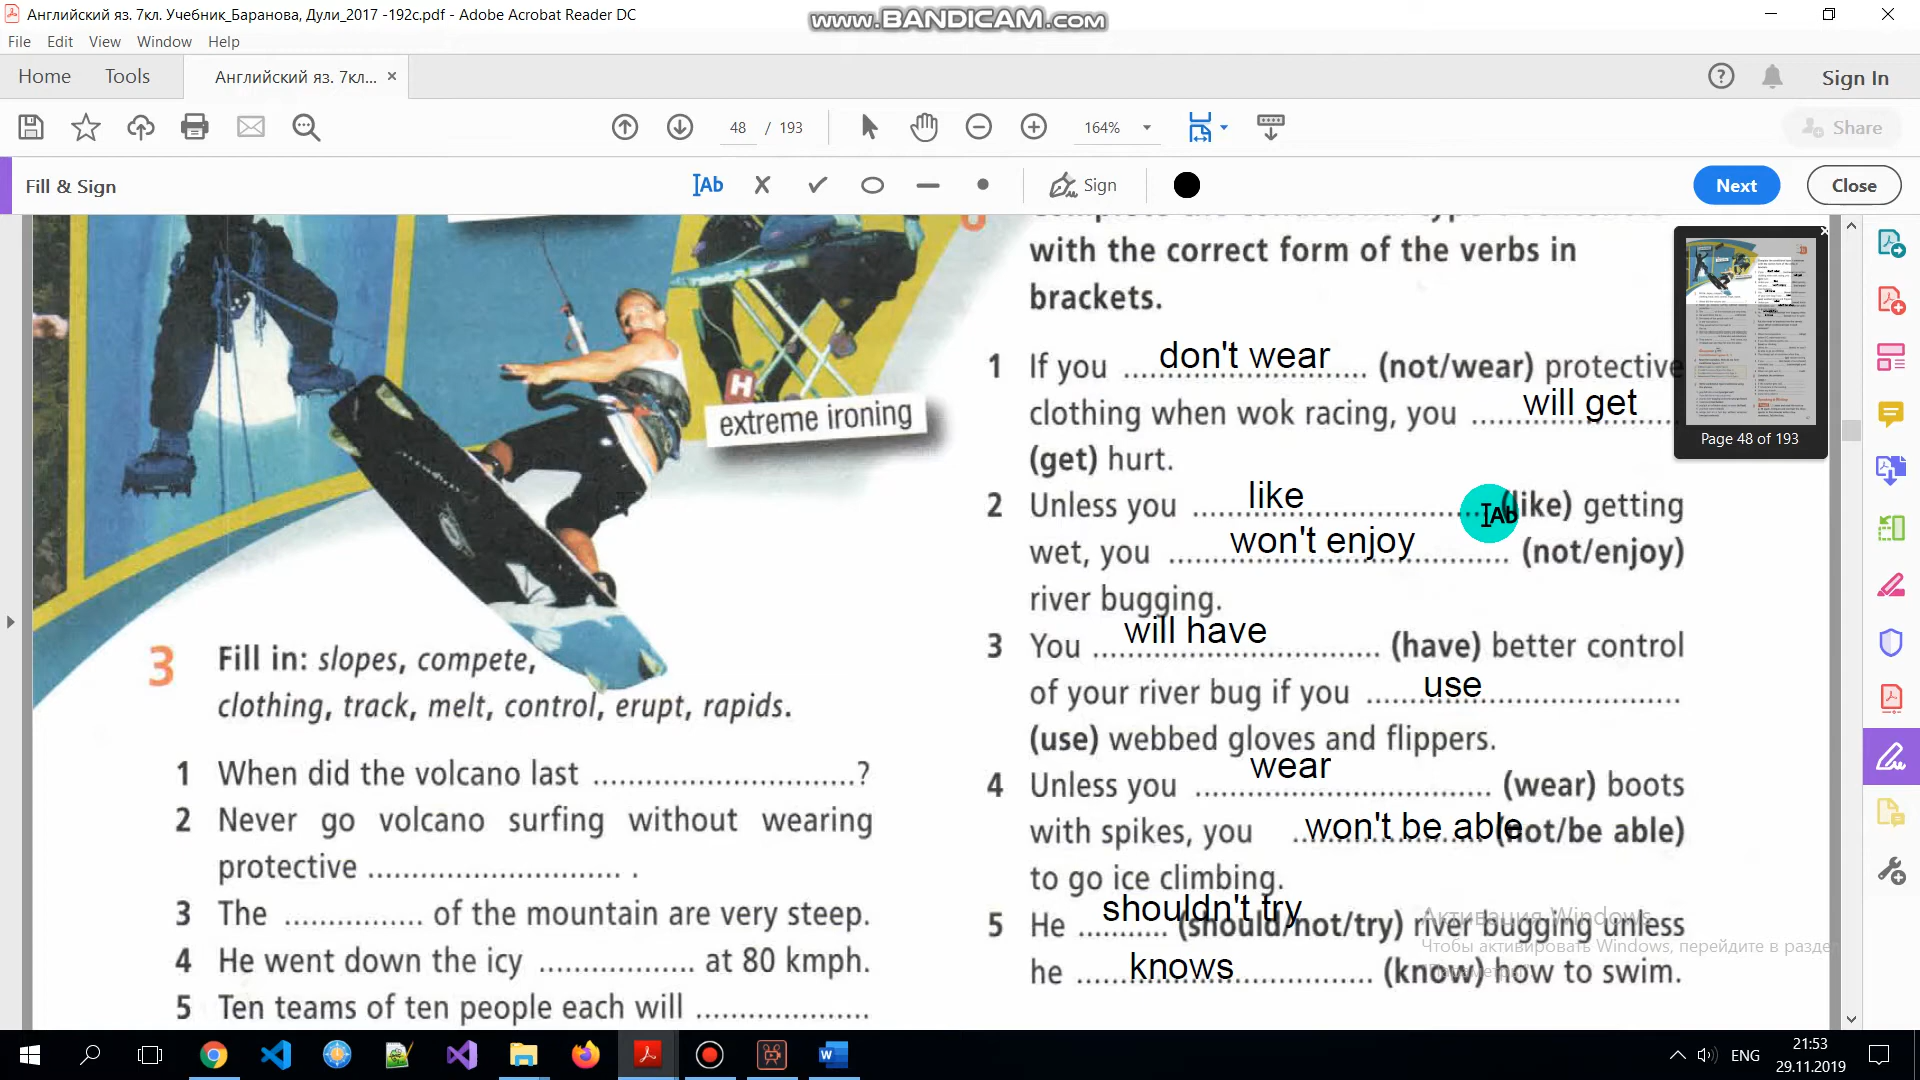 Английский яз. 7кл. Учебник_Баранова, Дули_2017 -192с.pdf - Adobe Acrobat Reader DC
www.BANDICAM.com
File Edit View Window Help
Home Tools Английский яз. 7кл... × Sign In
48 / 193 164% Share
Fill & Sign Ab Sign Next Close
with the correct form of the verbs in
brackets.
1 If you don't wear (not/wear) protective
clothing when wok racing, you will get
(get) hurt.
2 Unless you like (like) getting
wet, you won't enjoy (not/enjoy)
river bugging.
3 You will have (have) better control
of your river bug if you use
(use) webbed gloves and flippers.
4 Unless you wear (wear) boots
with spikes, you won't be able (not/be able)
to go ice climbing.
5 He shouldn't try (should/not/try) river bugging unless
he knows (know) how to swim.
H
extreme ironing
3 Fill in: slopes, compete,
clothing, track, melt, control, erupt, rapids.
1 When did the volcano last ............................?
2 Never go volcano surfing without wearing
protective ........................... .
3 The ............... of the mountain are very steep.
4 He went down the icy ................. at 80 kmph.
5 Ten teams of ten people each will ...................
Page 48 of 193
Активация Windows
Чтобы активировать Windows, перейдите в раздел
"Параметры".
ENG
21:53
29.11.2019